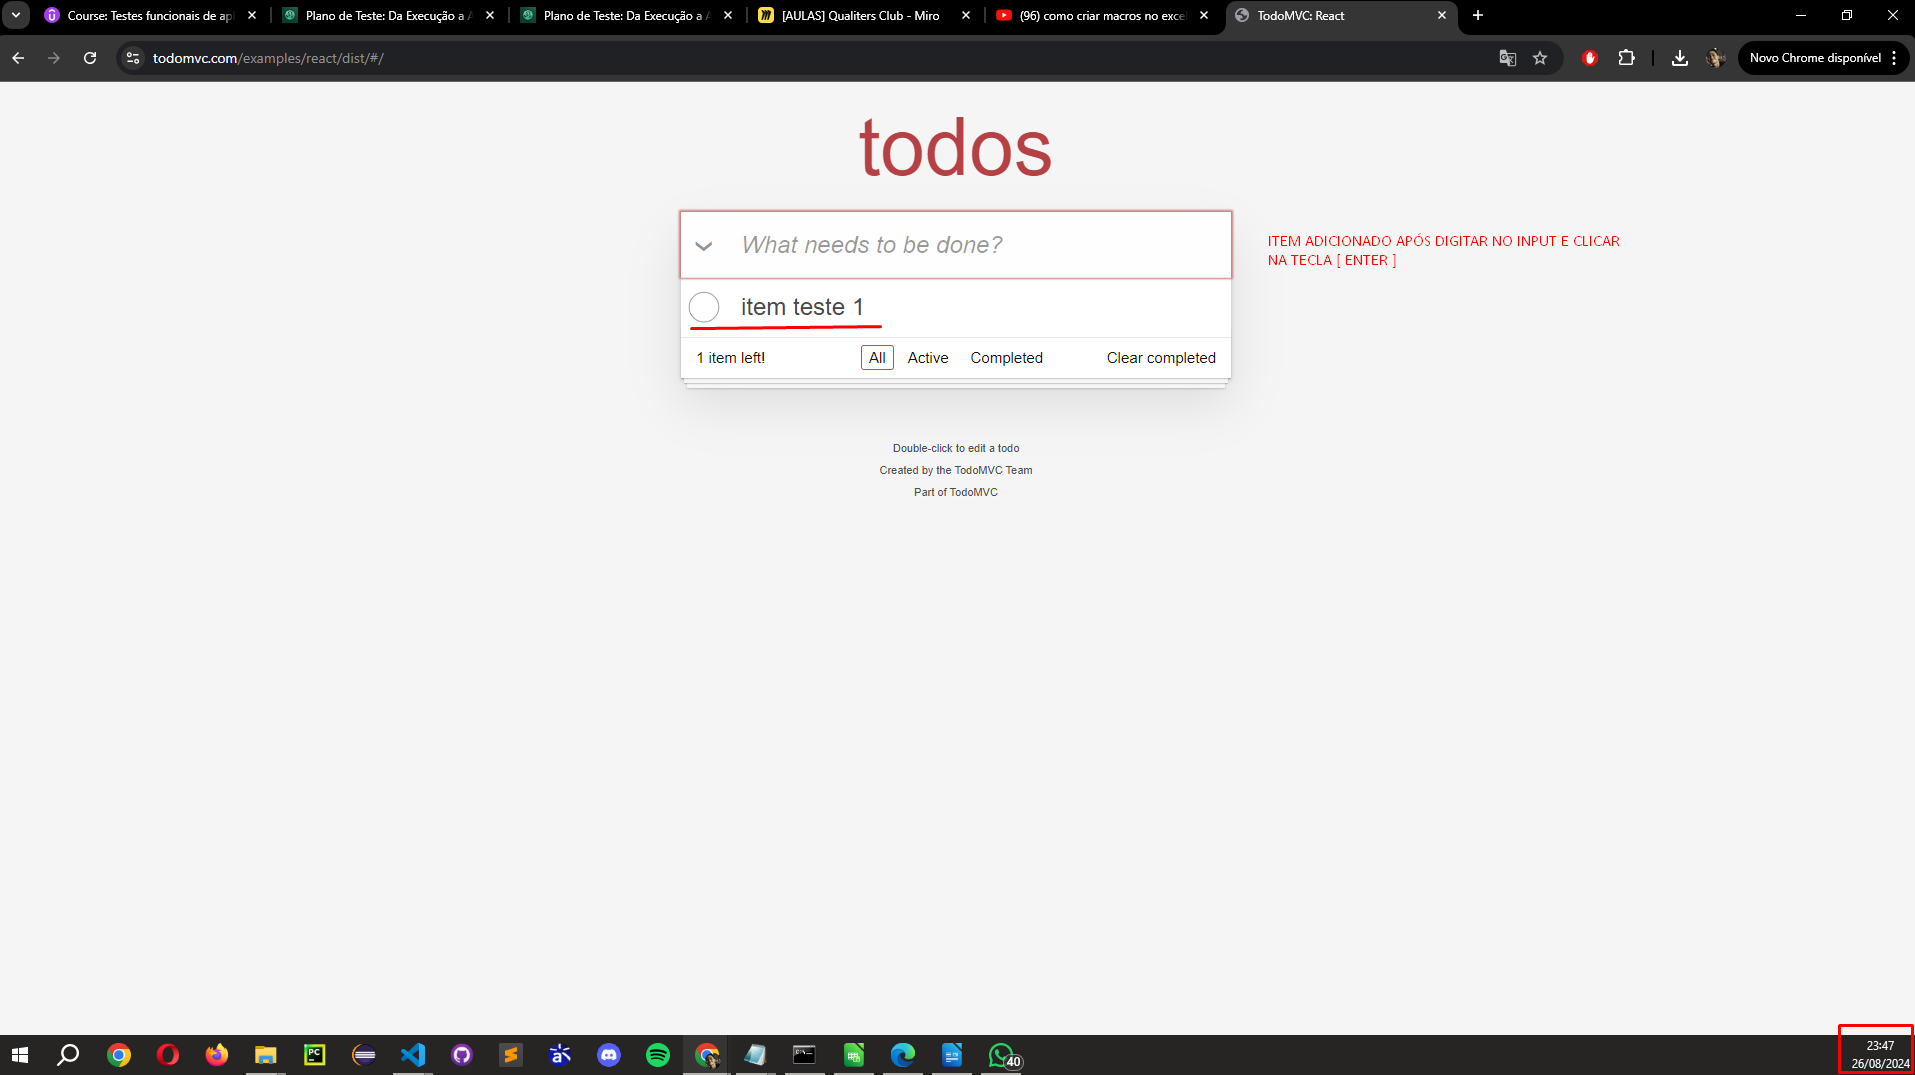 Course: Testes funcionais de apl
Plano de Teste: Da Execução a A
Plano de Teste: Da Execução a A
[AULAS] Qualiters Club - Miro
(96) como criar macros no exce
TodoMVC: React
todomvc.com/examples/react/dist/#/
Novo Chrome disponível
todos
What needs to be done?
ITEM ADICIONADO APÓS DIGITAR NO INPUT E CLICAR
NA TECLA [ ENTER ]
item teste 1
1 item left!
All
Active
Completed
Clear completed
Double-click to edit a todo
Created by the TodoMVC Team
Part of TodoMVC
PC
40
23:47
26/08/2024